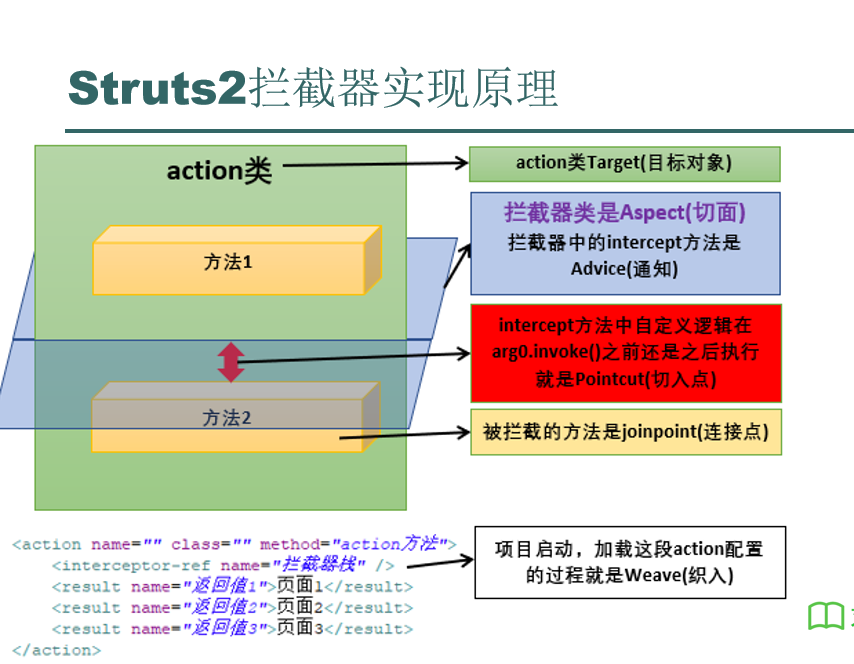 Struts2拦截器实现原理
action类
action类Target(目标对象)
拦截器类是Aspect(切面)
拦截器中的intercept方法是
Advice(通知)
方法1
intercept方法中自定义逻辑在
arg0.invoke()之前还是之后执行
就是Pointcut(切入点)
方法2
被拦截的方法是joinpoint(连接点)
<action name="" class="" method="action方法">
<interceptor-ref name="拦截器栈" />
<result name="返回值1">页面1</result>
<result name="返回值2">页面2</result>
<result name="返回值3">页面3</result>
</action>
项目启动，加载这段action配置
的过程就是Weave(织入)